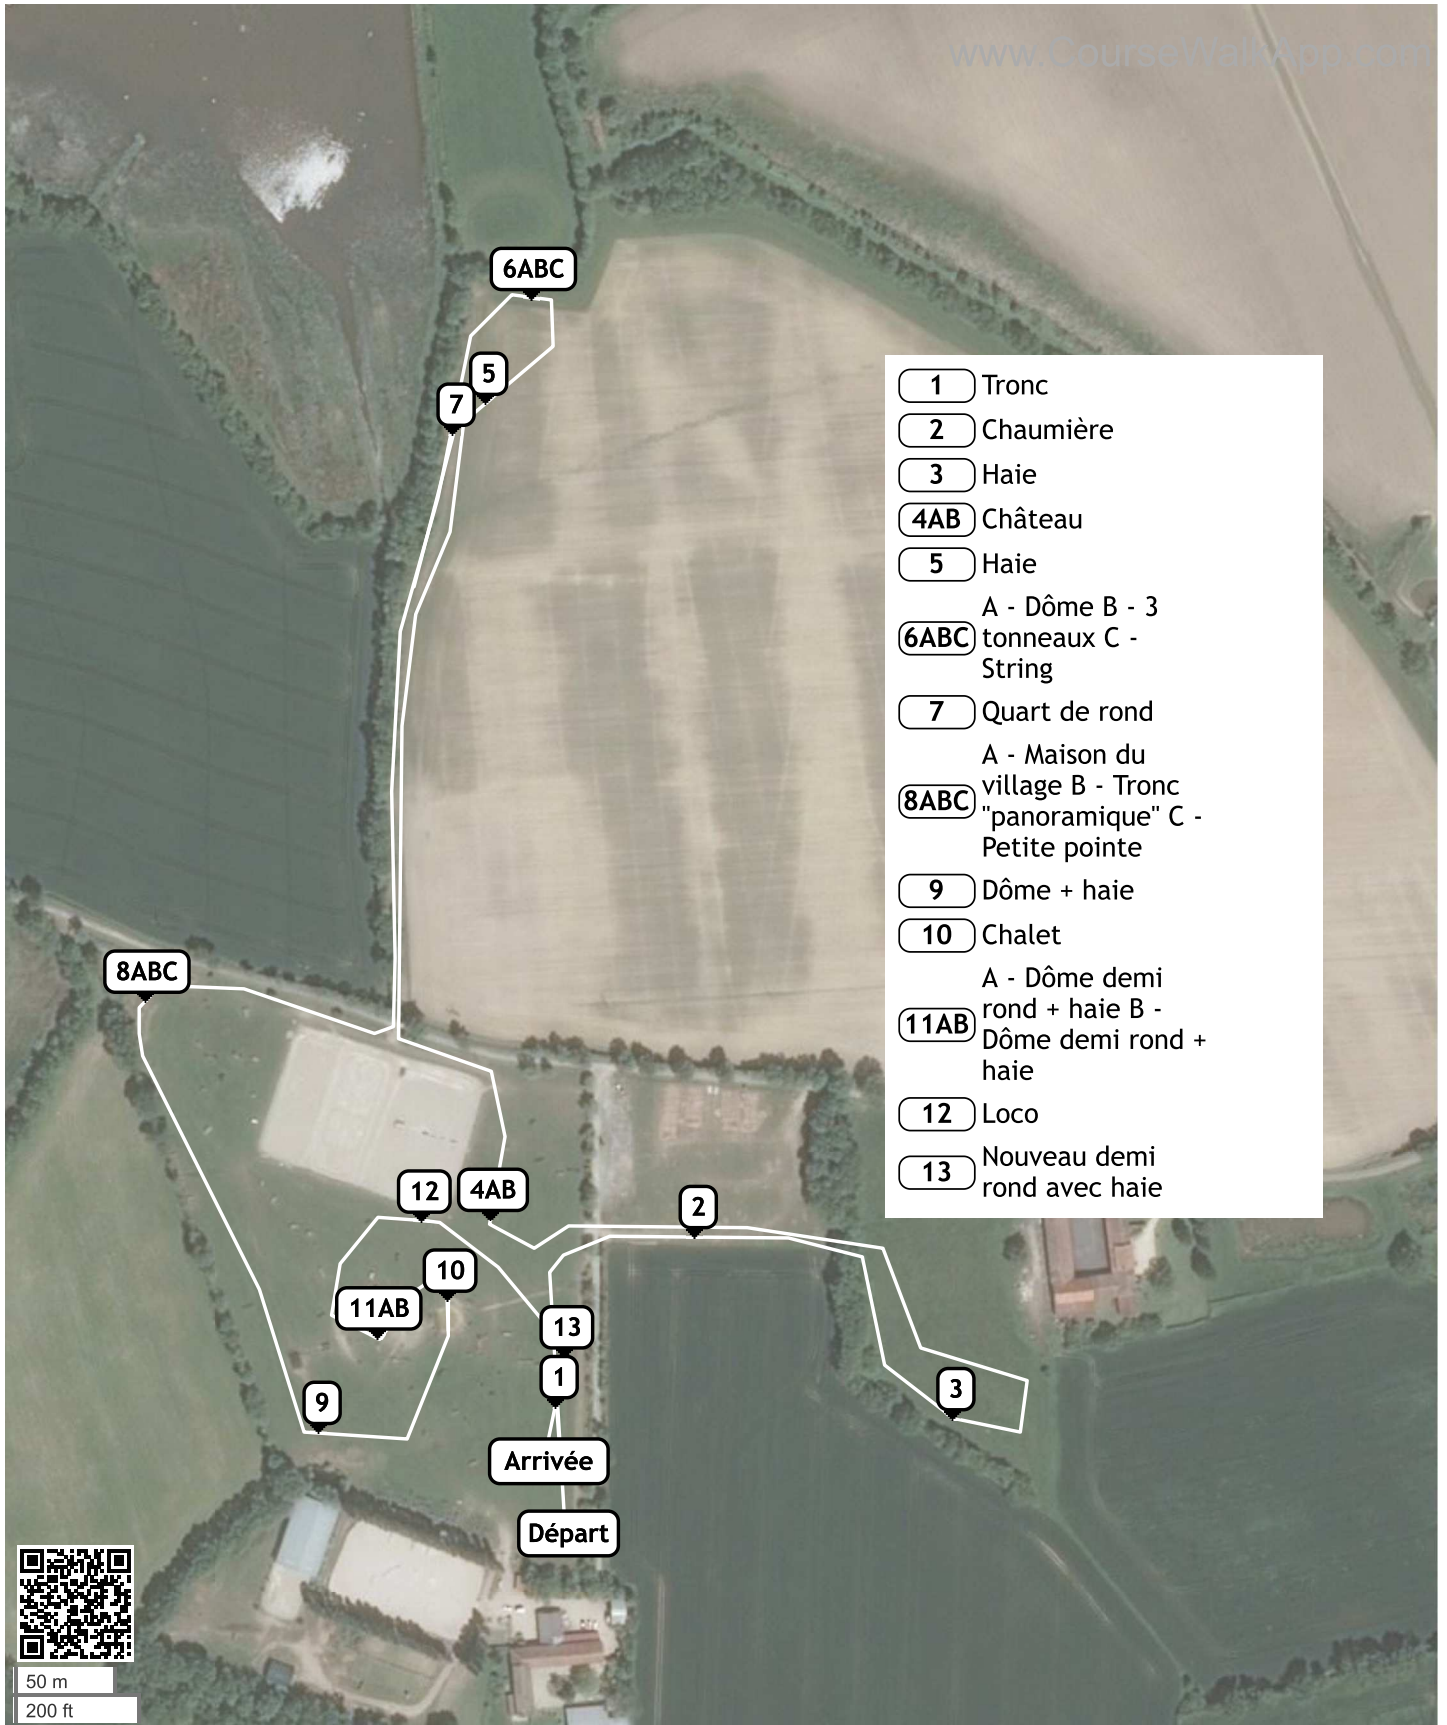 www.CourseWalkApp.com
6ABC
5
7
1 Tronc
2 Chaumière
3 Haie
4AB Château
5 Haie
A - Dôme B - 3
6ABC tonneaux C -
String
7 Quart de rond
A - Maison du
village B - Tronc
8ABC
"panoramique" C -
Petite pointe
9 Dôme + haie
10 Chalet
A - Dôme demi
rond + haie B -
11AB
Dôme demi rond +
haie
12 Loco
Nouveau demi
13
rond avec haie
8ABC
12
4AB
2
10
11AB
13
1
3
9
Arrivée
Départ
50 m
200 ft